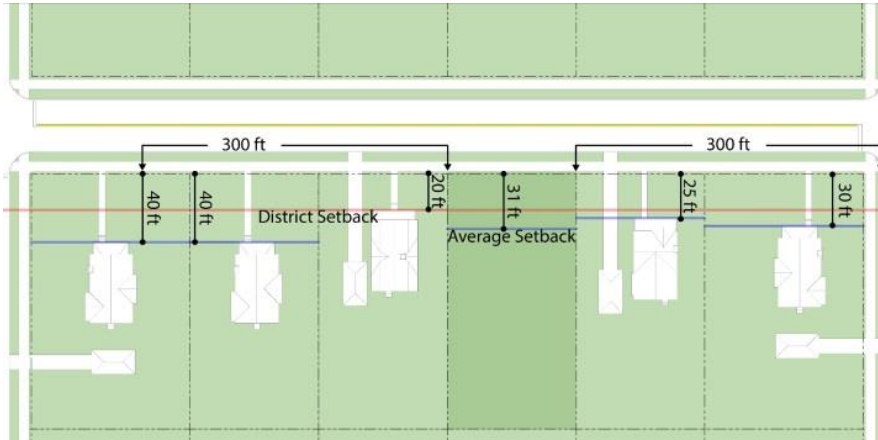 300 ft
300 ft
40 ft
40 ft
20 ft
31 ft
25 ft
30 ft
District Setback
Average Setback